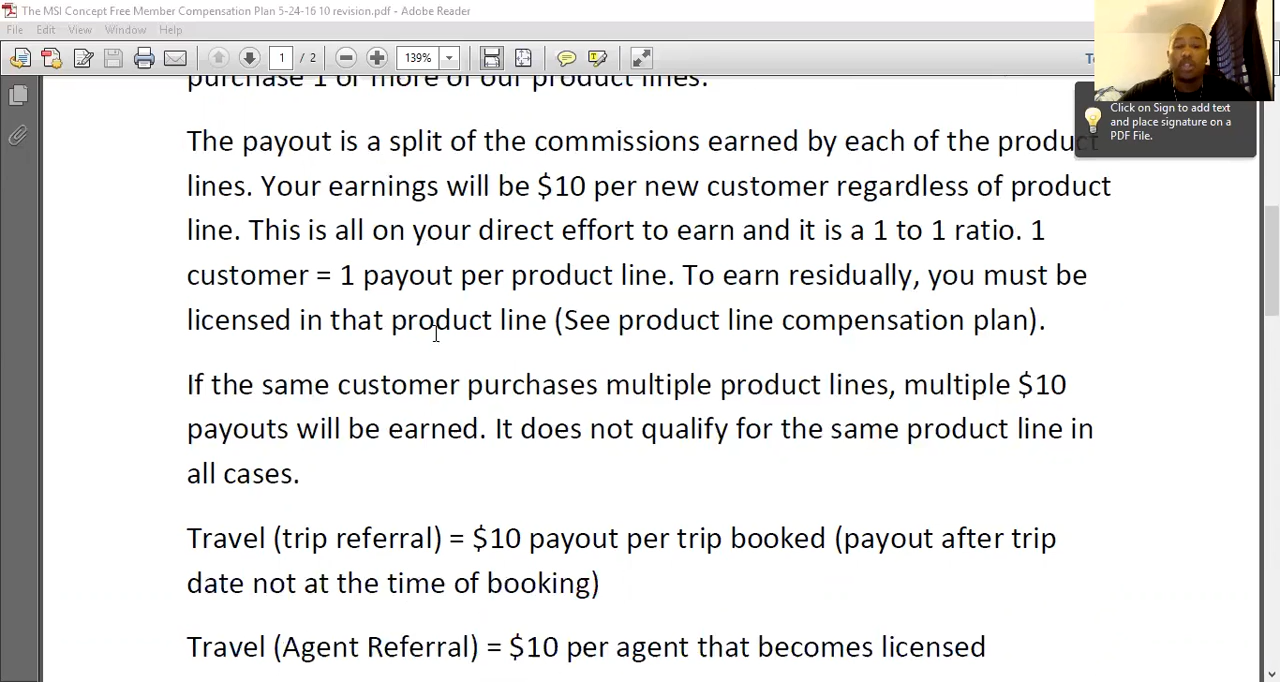 The MSI Concept Free Member Compensation Plan 5-24-16 10 revision.pdf - Adobe Reader
File Edit View Window Help
1 / 2 139%
Click on Sign to add text
and place signature on a
PDF File.
purchase 1 or more of our product lines.
The payout is a split of the commissions earned by each of the product
lines. Your earnings will be $10 per new customer regardless of product
line. This is all on your direct effort to earn and it is a 1 to 1 ratio. 1
customer = 1 payout per product line. To earn residually, you must be
licensed in that product line (See product line compensation plan).
If the same customer purchases multiple product lines, multiple $10
payouts will be earned. It does not qualify for the same product line in
all cases.
Travel (trip referral) = $10 payout per trip booked (payout after trip
date not at the time of booking)
Travel (Agent Referral) = $10 per agent that becomes licensed